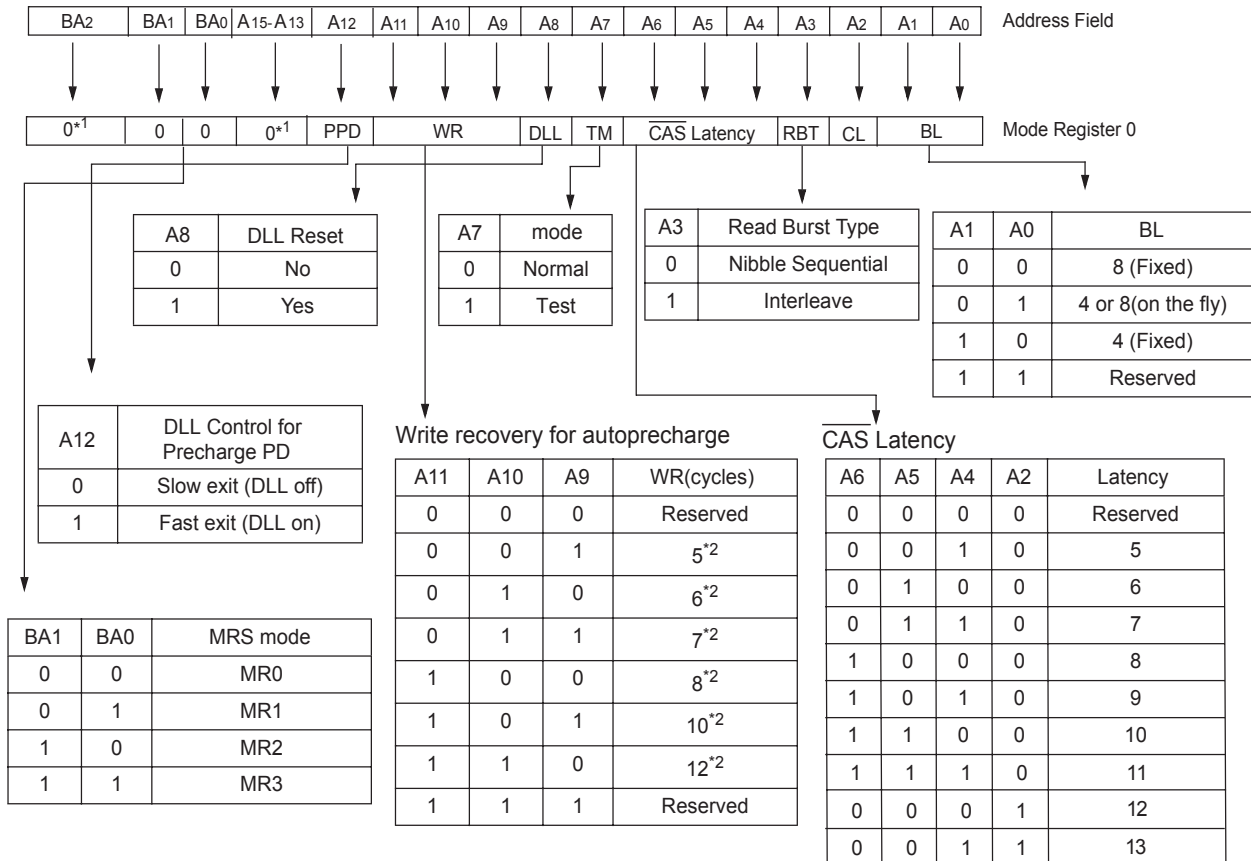 BA2 BA1 BA0 A15-A13 A12 A11 A10 A9 A8 A7 A6 A5 A4 A3 A2 A1 A0 Address Field
0*1 0 0 0*1 PPD WR DLL TM CAS Latency RBT CL BL Mode Register 0
A8 DLL Reset
0 No
1 Yes
A7 mode
0 Normal
1 Test
A3 Read Burst Type
0 Nibble Sequential
1 Interleave
A1 A0 BL
0 0 8 (Fixed)
0 1 4 or 8(on the fly)
1 0 4 (Fixed)
1 1 Reserved
A12 DLL Control for
Precharge PD
0 Slow exit (DLL off)
1 Fast exit (DLL on)
BA1 BA0 MRS mode
0 0 MR0
0 1 MR1
1 0 MR2
1 1 MR3
Write recovery for autoprecharge
A11 A10 A9 WR(cycles)
0 0 0 Reserved
0 0 1 5*2
0 1 0 6*2
0 1 1 7*2
1 0 0 8*2
1 0 1 10*2
1 1 0 12*2
1 1 1 Reserved
CAS Latency
A6 A5 A4 A2 Latency
0 0 0 0 Reserved
0 0 1 0 5
0 1 0 0 6
0 1 1 0 7
1 0 0 0 8
1 0 1 0 9
1 1 0 0 10
1 1 1 0 11
0 0 0 1 12
0 0 1 1 13